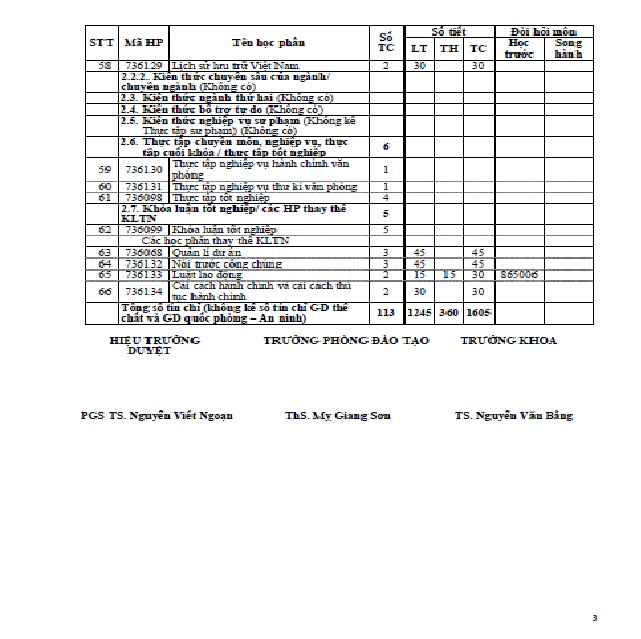 STT Mã HP Tên học phần Số TC Số tiết Đòi hỏi môn
LT TH TC Học trước Song hành
58 736129 Lịch sử lưu trữ Việt Nam 2 30 30
2.2.2. Kiến thức chuyên sâu của ngành/
chuyên ngành (Không có)
2.3. Kiến thức ngành thứ hai (Không có)
2.4. Kiến thức bổ trợ tự do (Không có)
2.5. Kiến thức nghiệp vụ sư phạm (Không kể
Thực tập sư phạm)) (Không có)
2.6. Thực tập chuyên môn, nghiệp vụ, thực
tập cuối khóa / thực tập tốt nghiệp 6
59 736130 Thực tập nghiệp vụ hành chính văn
phòng 1
60 736131 Thực tập nghiệp vụ thư kí văn phòng 1
61 736098 Thực tập tốt nghiệp 4
2.7. Khóa luận tốt nghiệp/ các HP thay thế
KLTN 5
62 736099 Khóa luận tốt nghiệp 5
Các học phần thay thế KLTN
63 736068 Quản lí dự án 3 45 45
64 736132 Nói trước công chúng 3 45 45
65 736133 Luật lao động 2 15 15 30 865006
66 736134 Cải cách hành chính và cải cách thủ
tục hành chính 2 30 30
Tổng số tín chỉ (không kể số tín chỉ GD thể
chất và GD quốc phòng – An ninh) 113 1245 360 1605
HIỆU TRƯỞNG TRƯỞNG PHÒNG ĐÀO TẠO TRƯỞNG KHOA
DUYỆT
PGS TS. Nguyễn Viết Ngoạn ThS. Mỵ Giang Sơn TS. Nguyễn Văn Bằng
3